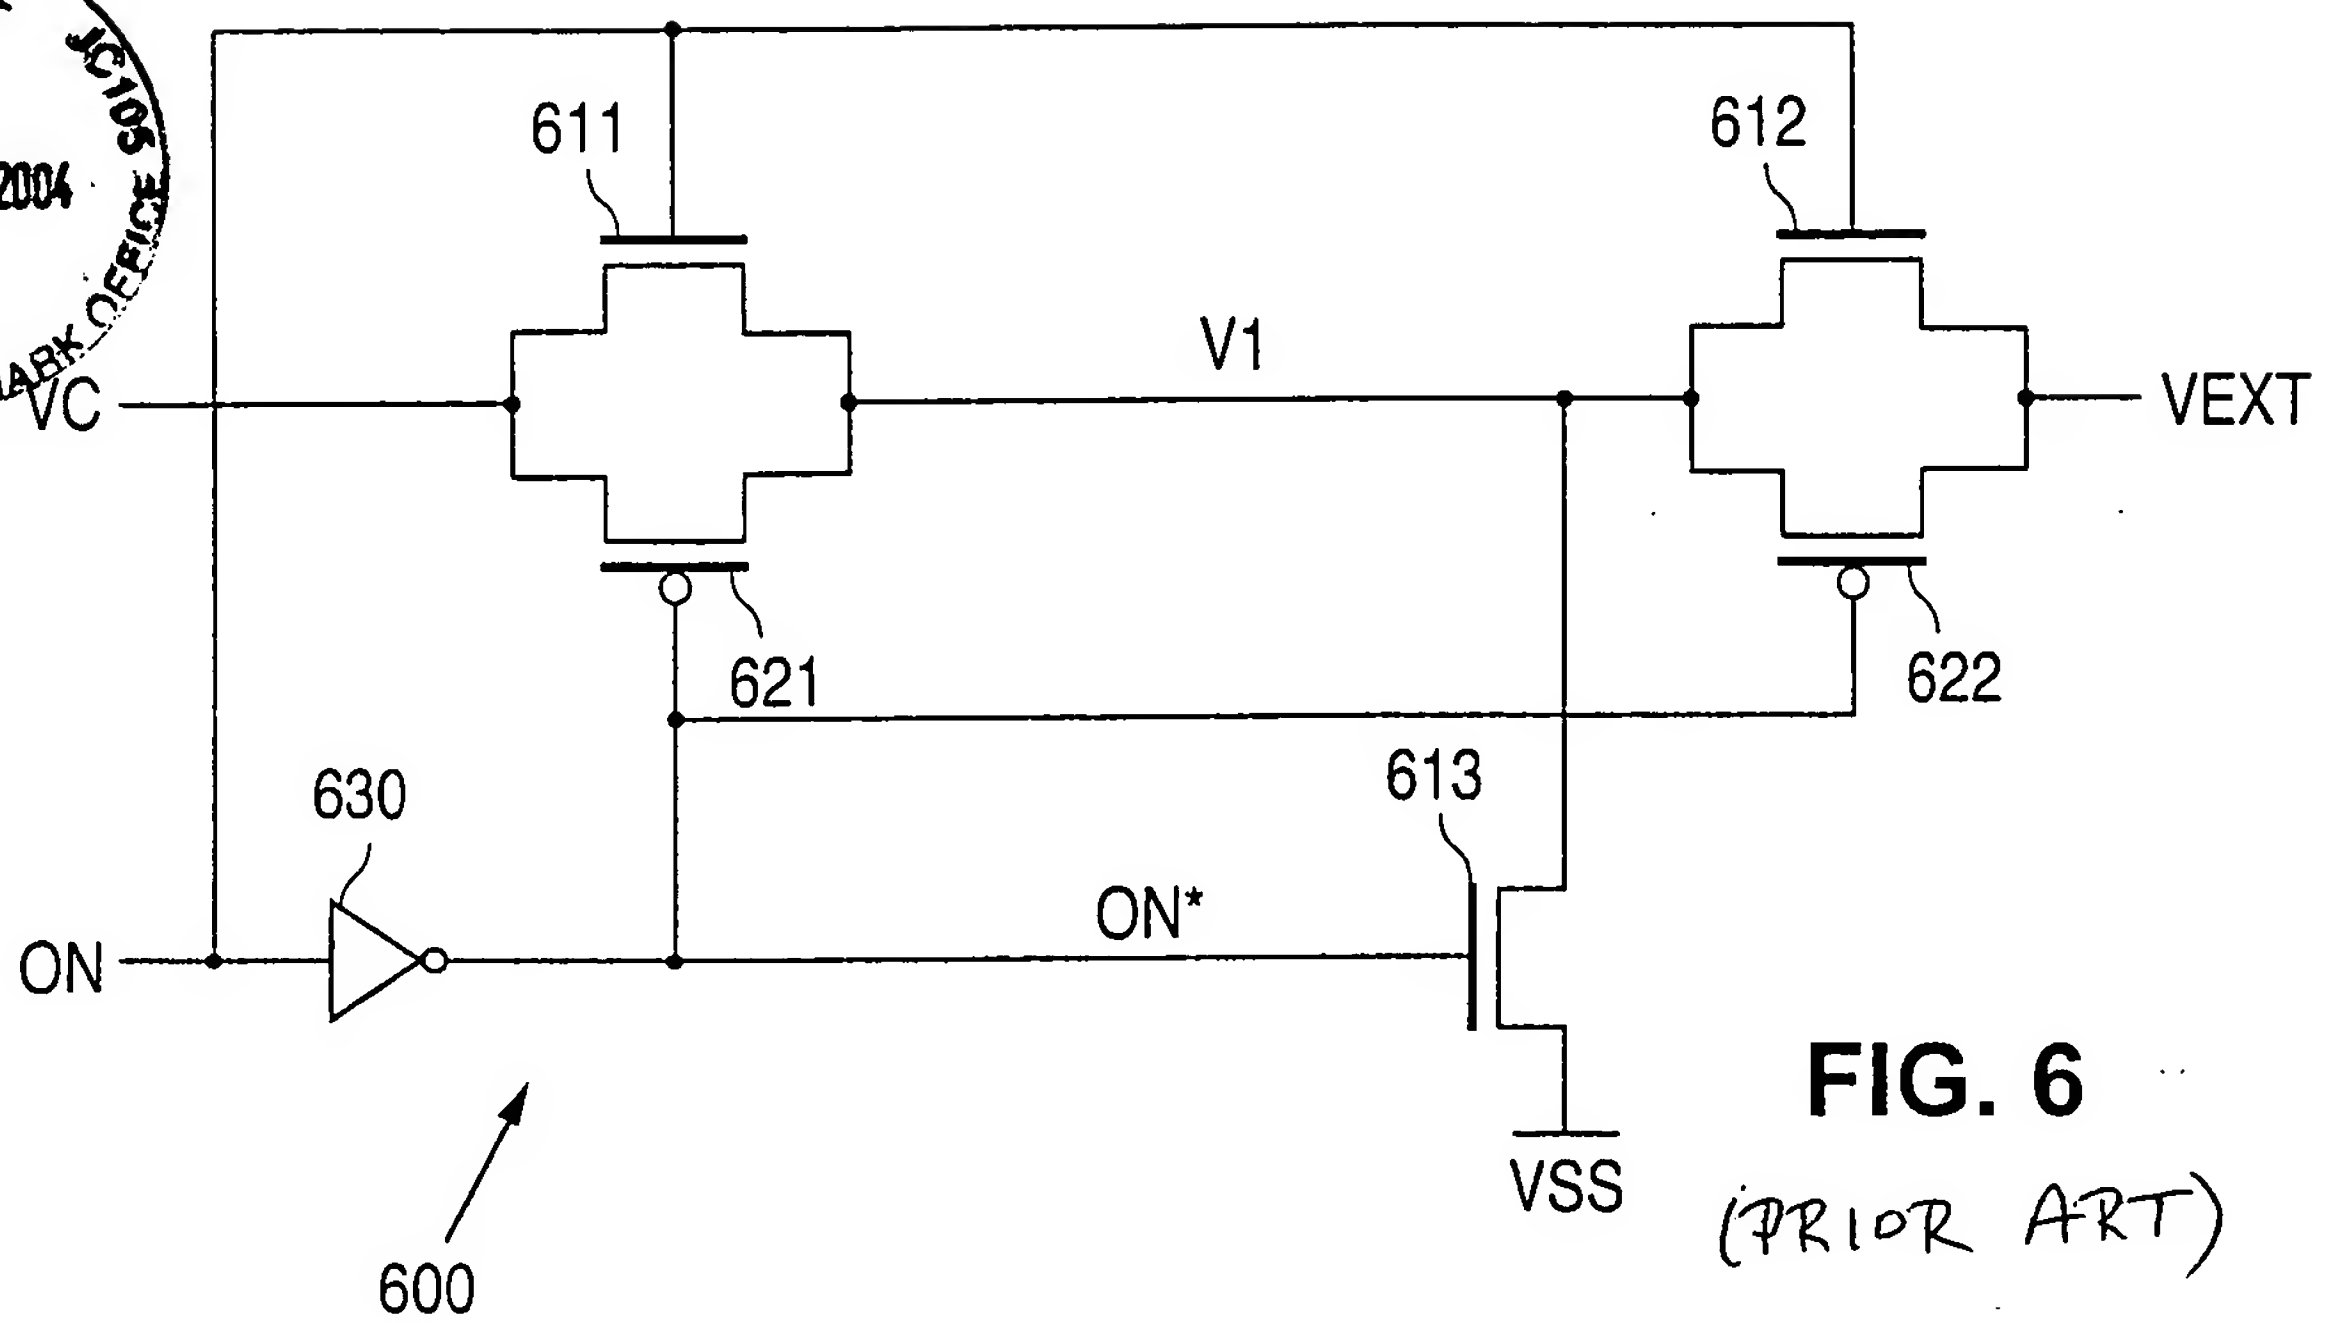 JC105
2004
MARK OFFICE
611
612
V1
VC
VEXT
621
622
630
613
ON*
ON
FIG. 6
VSS
(PRIOR ART)
600